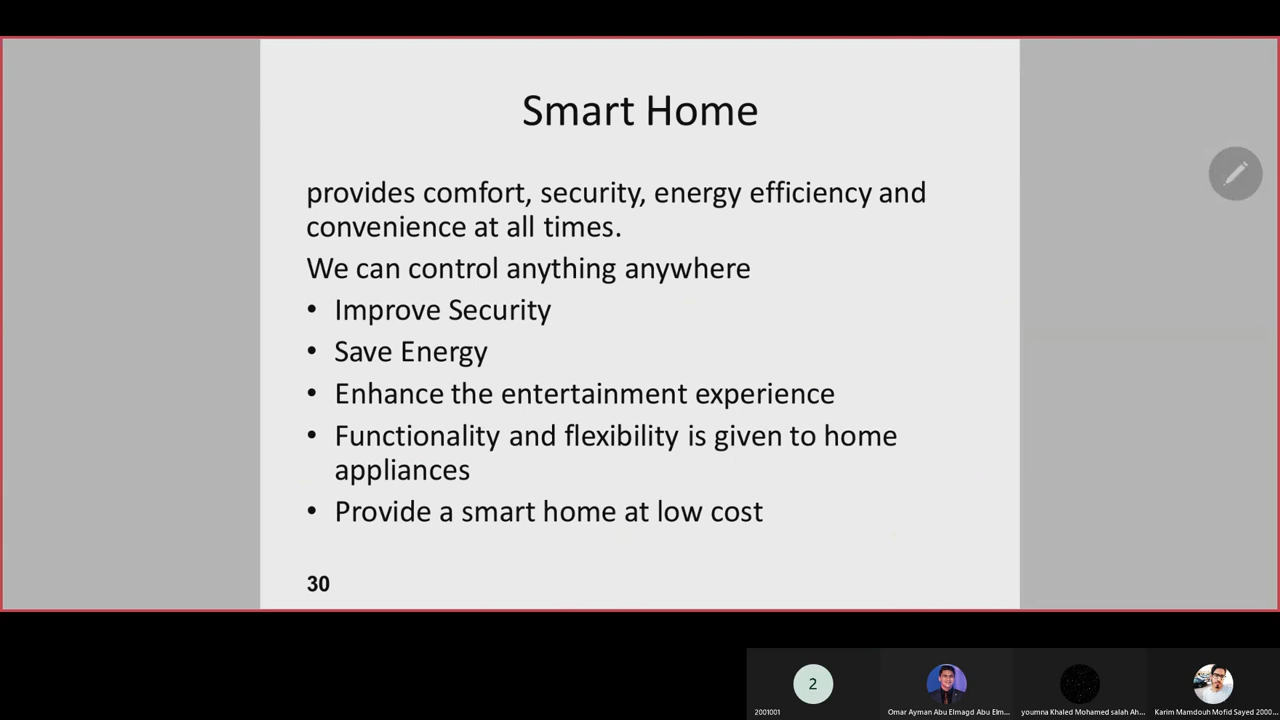 Smart Home
provides comfort, security, energy efficiency and
convenience at all times.
We can control anything anywhere
• Improve Security
• Save Energy
• Enhance the entertainment experience
• Functionality and flexibility is given to home
appliances
• Provide a smart home at low cost
30
2
2001001
Omar Ayman Abu Elmagd Abu Elm...
youmna Khaled Mohamed salah Ah...
Karim Mamdouh Mofid Sayed 2000...